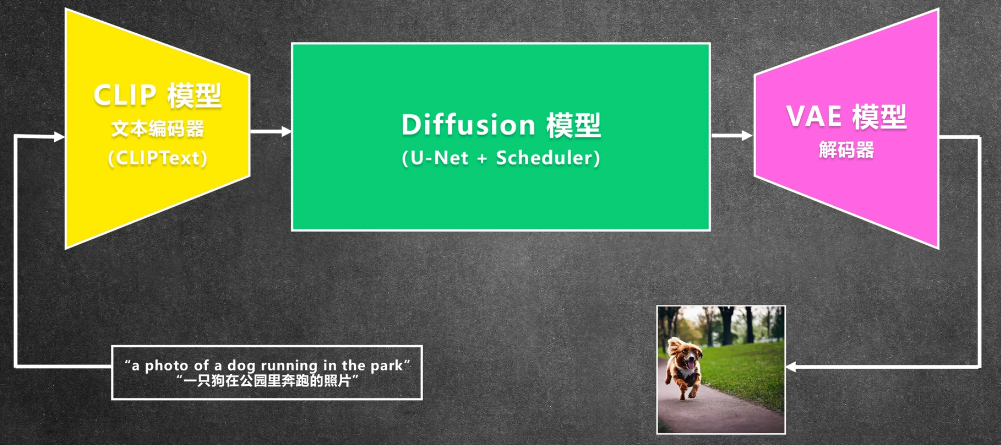 CLIP 模型
文本编码器
(CLIPText)
Diffusion 模型
(U-Net + Scheduler)
VAE 模型
解码器
“a photo of a dog running in the park”
“一只狗在公园里奔跑的照片”